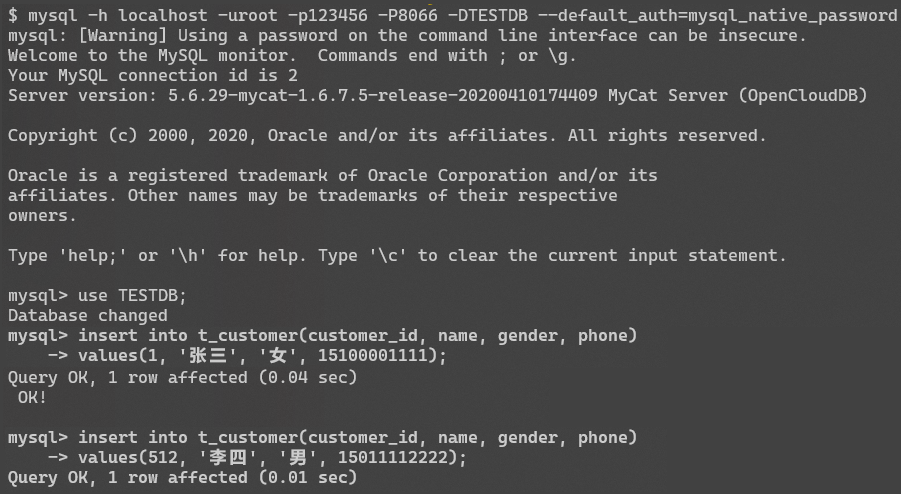 $ mysql -h localhost -uroot -p123456 -P8066 -DTESTDB --default_auth=mysql_native_password
mysql: [Warning] Using a password on the command line interface can be insecure.
Welcome to the MySQL monitor.  Commands end with ; or \g.
Your MySQL connection id is 2
Server version: 5.6.29-mycat-1.6.7.5-release-20200410174409 MyCat Server (OpenCloudDB)
Copyright (c) 2000, 2020, Oracle and/or its affiliates. All rights reserved.
Oracle is a registered trademark of Oracle Corporation and/or its
affiliates. Other names may be trademarks of their respective
owners.
Type 'help;' or '\h' for help. Type '\c' to clear the current input statement.
mysql> use TESTDB;
Database changed
mysql> insert into t_customer(customer_id, name, gender, phone)
    -> values(1, '张三', '女', 15100001111);
Query OK, 1 row affected (0.04 sec)
 OK!
mysql> insert into t_customer(customer_id, name, gender, phone)
    -> values(512, '李四', '男', 15011112222);
Query OK, 1 row affected (0.01 sec)